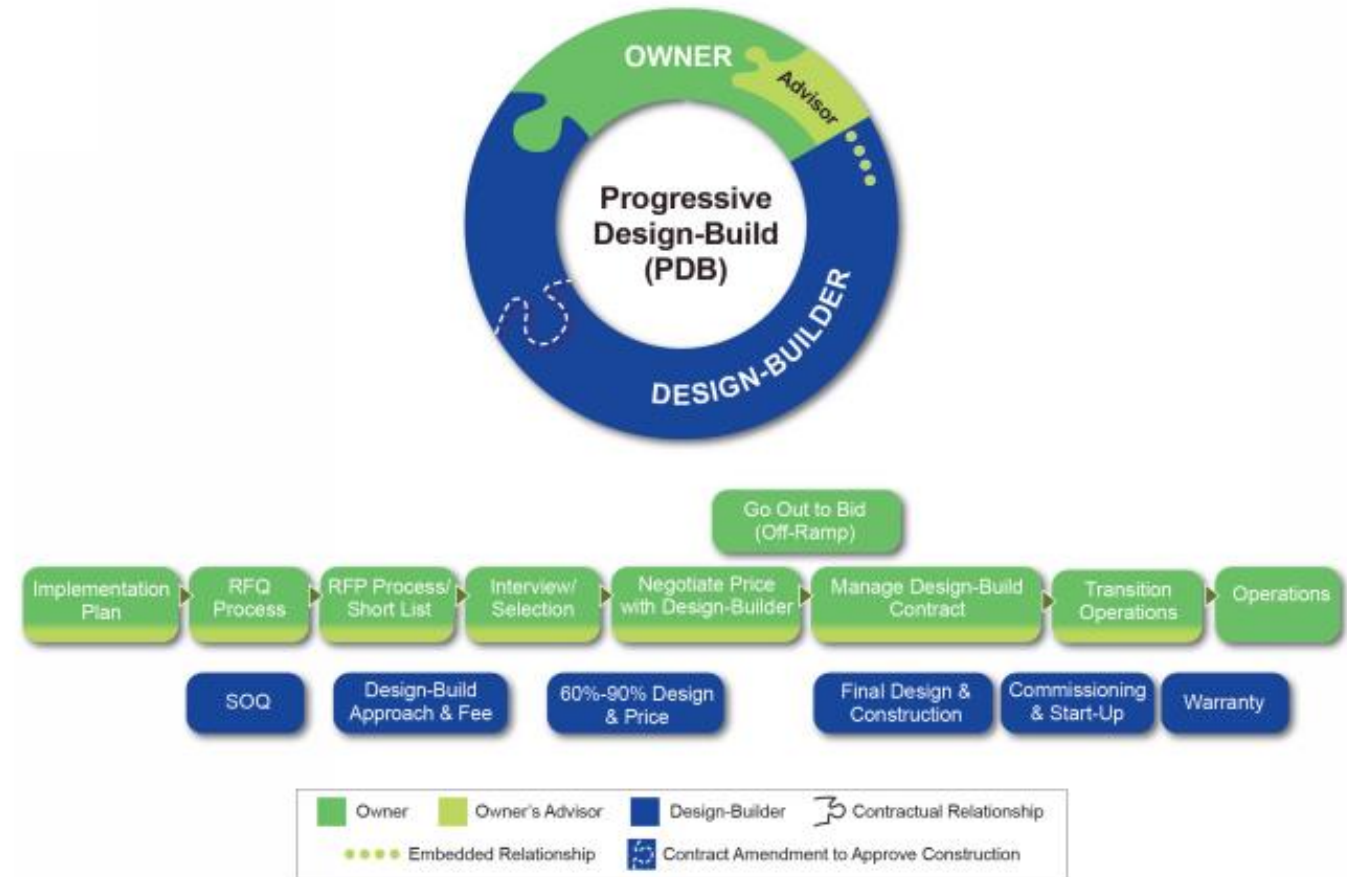 OWNER
Advisor
Progressive
Design-Build
(PDB)
DESIGN-BUILDER
Go Out to Bid
(Off-Ramp)
Implementation
Plan
RFQ
Process
RFP Process/
Short List
Interview/
Selection
Negotiate Price
with Design-Builder
Manage Design-Build
Contract
Transition
Operations
Operations
SOQ
Design-Build
Approach & Fee
60%-90% Design
& Price
Final Design &
Construction
Commissioning
& Start-Up
Warranty
Owner
Owner's Advisor
Design-Builder
Contractual Relationship
Embedded Relationship
Contract Amendment to Approve Construction